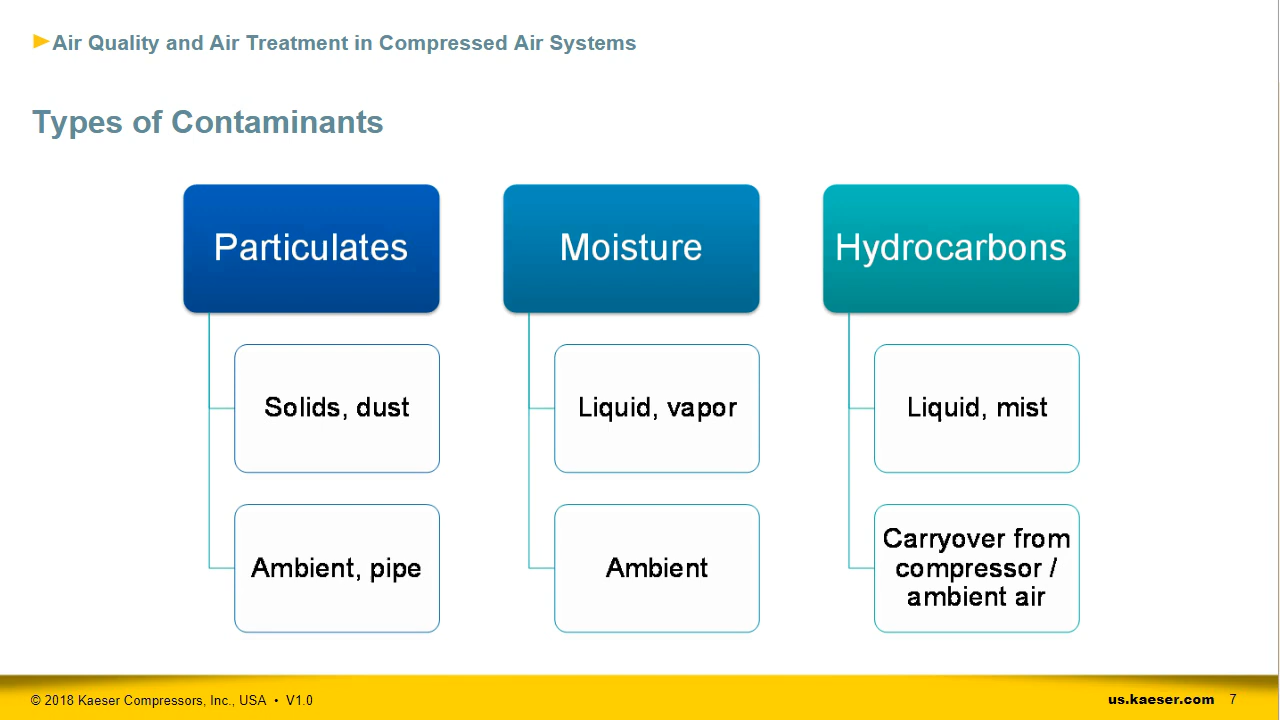 ►Air Quality and Air Treatment in Compressed Air Systems
Types of Contaminants
Particulates
Solids, dust
Ambient, pipe
Moisture
Liquid, vapor
Ambient
Hydrocarbons
Liquid, mist
Carryover from
compressor /
ambient air
© 2018 Kaeser Compressors, Inc., USA • V1.0
us.kaeser.com 7